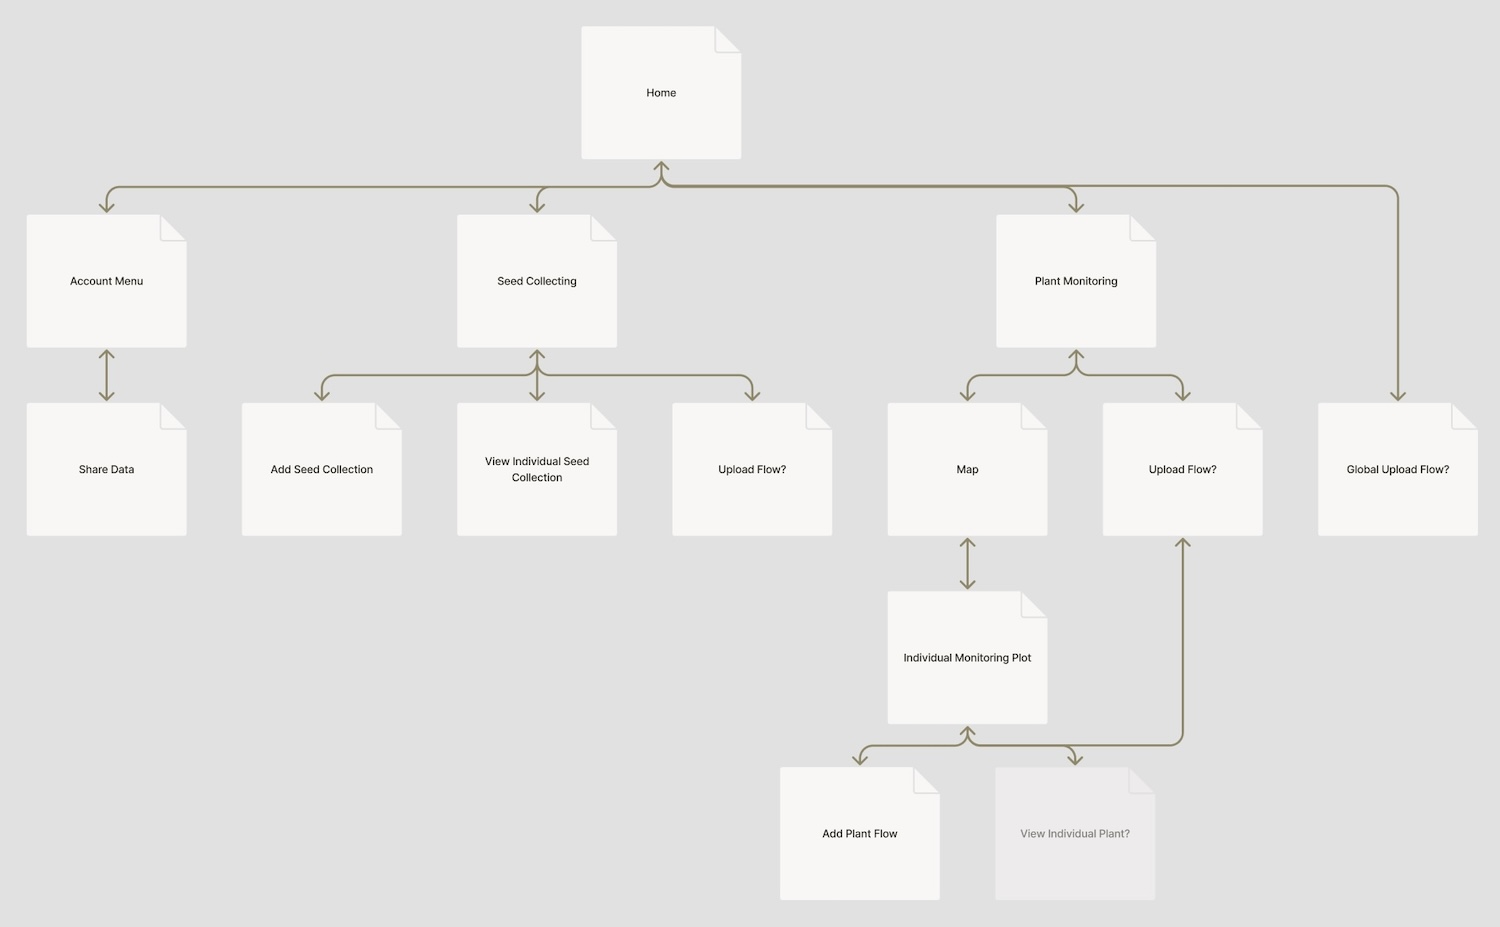 Home
Account Menu
Seed Collecting
Plant Monitoring
Share Data
Add Seed Collection
View Individual Seed
Collection
Upload Flow?
Map
Upload Flow?
Global Upload Flow?
Individual Monitoring Plot
Add Plant Flow
View Individual Plant?